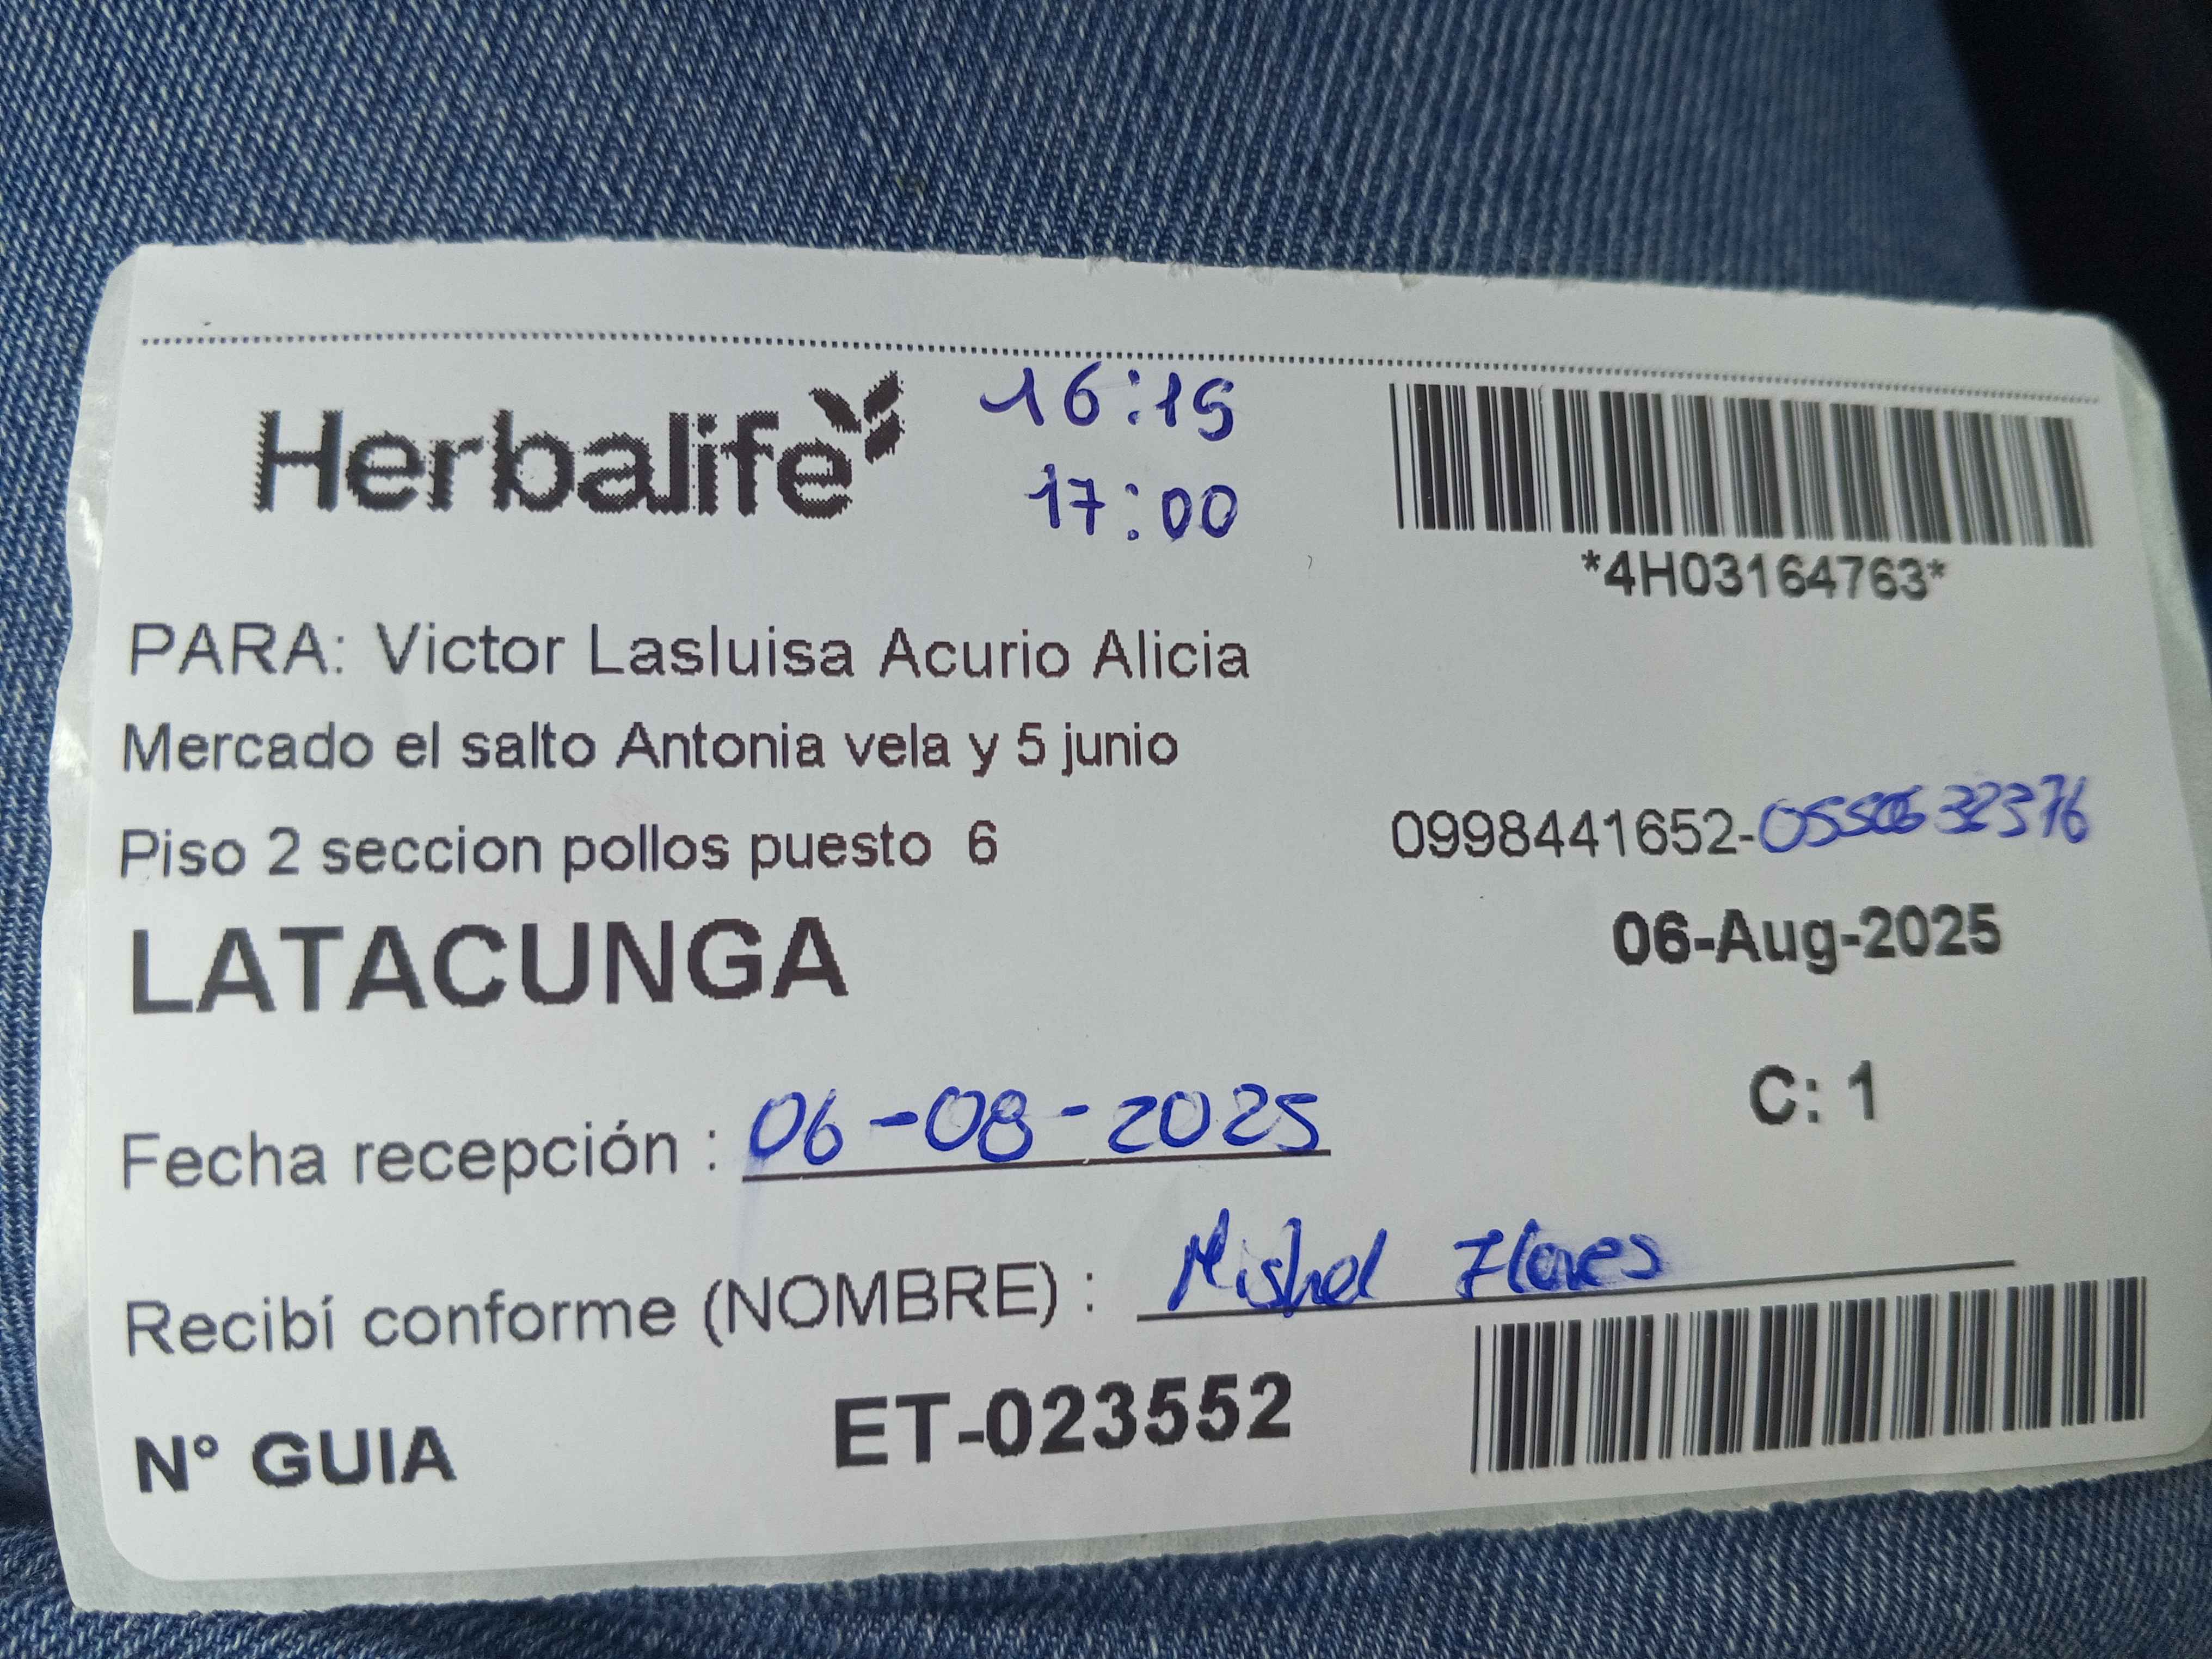 Herbalife
16:15
17:00
*4H03164763*
PARA: Victor Lasluisa Acurio Alicia
Mercado el salto Antonia vela y 5 junio
Piso 2 seccion pollos puesto 6
0998441652-
LATACUNGA
06-Aug-2025
C: 1
Fecha recepción : 06-08-2025
Recibí conforme (NOMBRE) : Mishel Flores
N° GUIA ET-023552